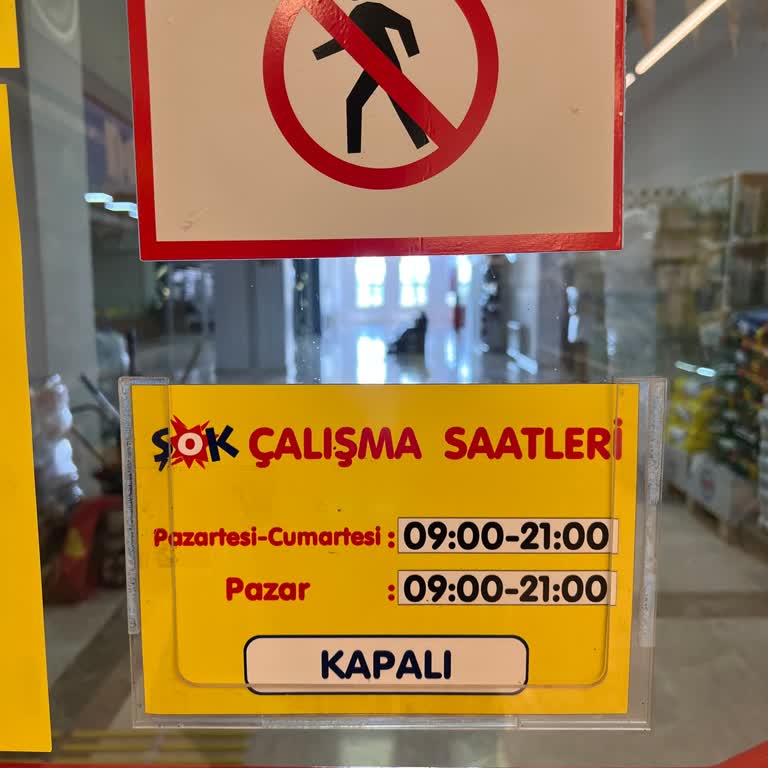 ŞOK ÇALIŞMA SAATLERİ
Pazartesi-Cumartesi : 09:00-21:00
Pazar : 09:00-21:00
KAPALI